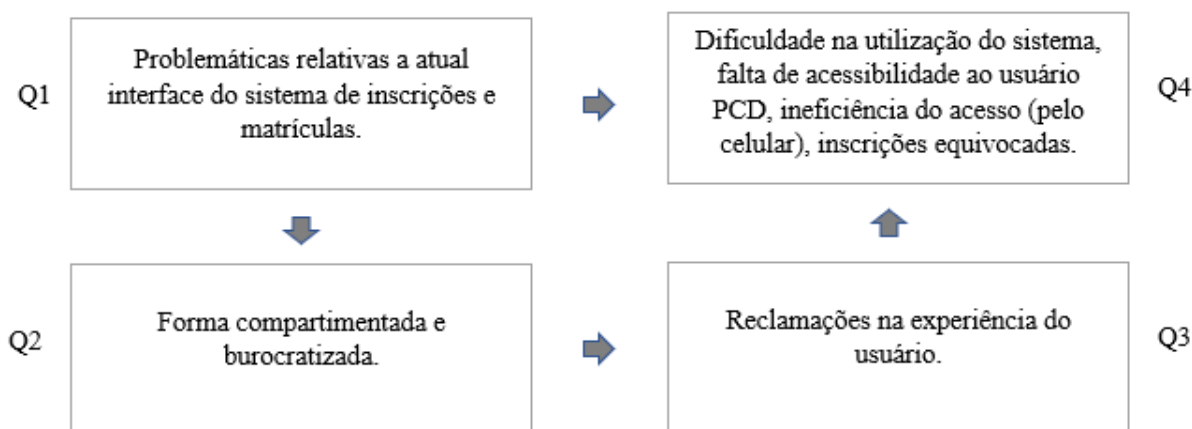 Q1
Problemáticas relativas a atual
interface do sistema de inscrições e
matrículas.
Dificuldade na utilização do sistema,
falta de acessibilidade ao usuário
PCD, ineficiência do acesso (pelo
celular), inscrições equivocadas.
Q4
Q2
Forma compartimentada e
burocratizada.
Reclamações na experiência do
usuário.
Q3